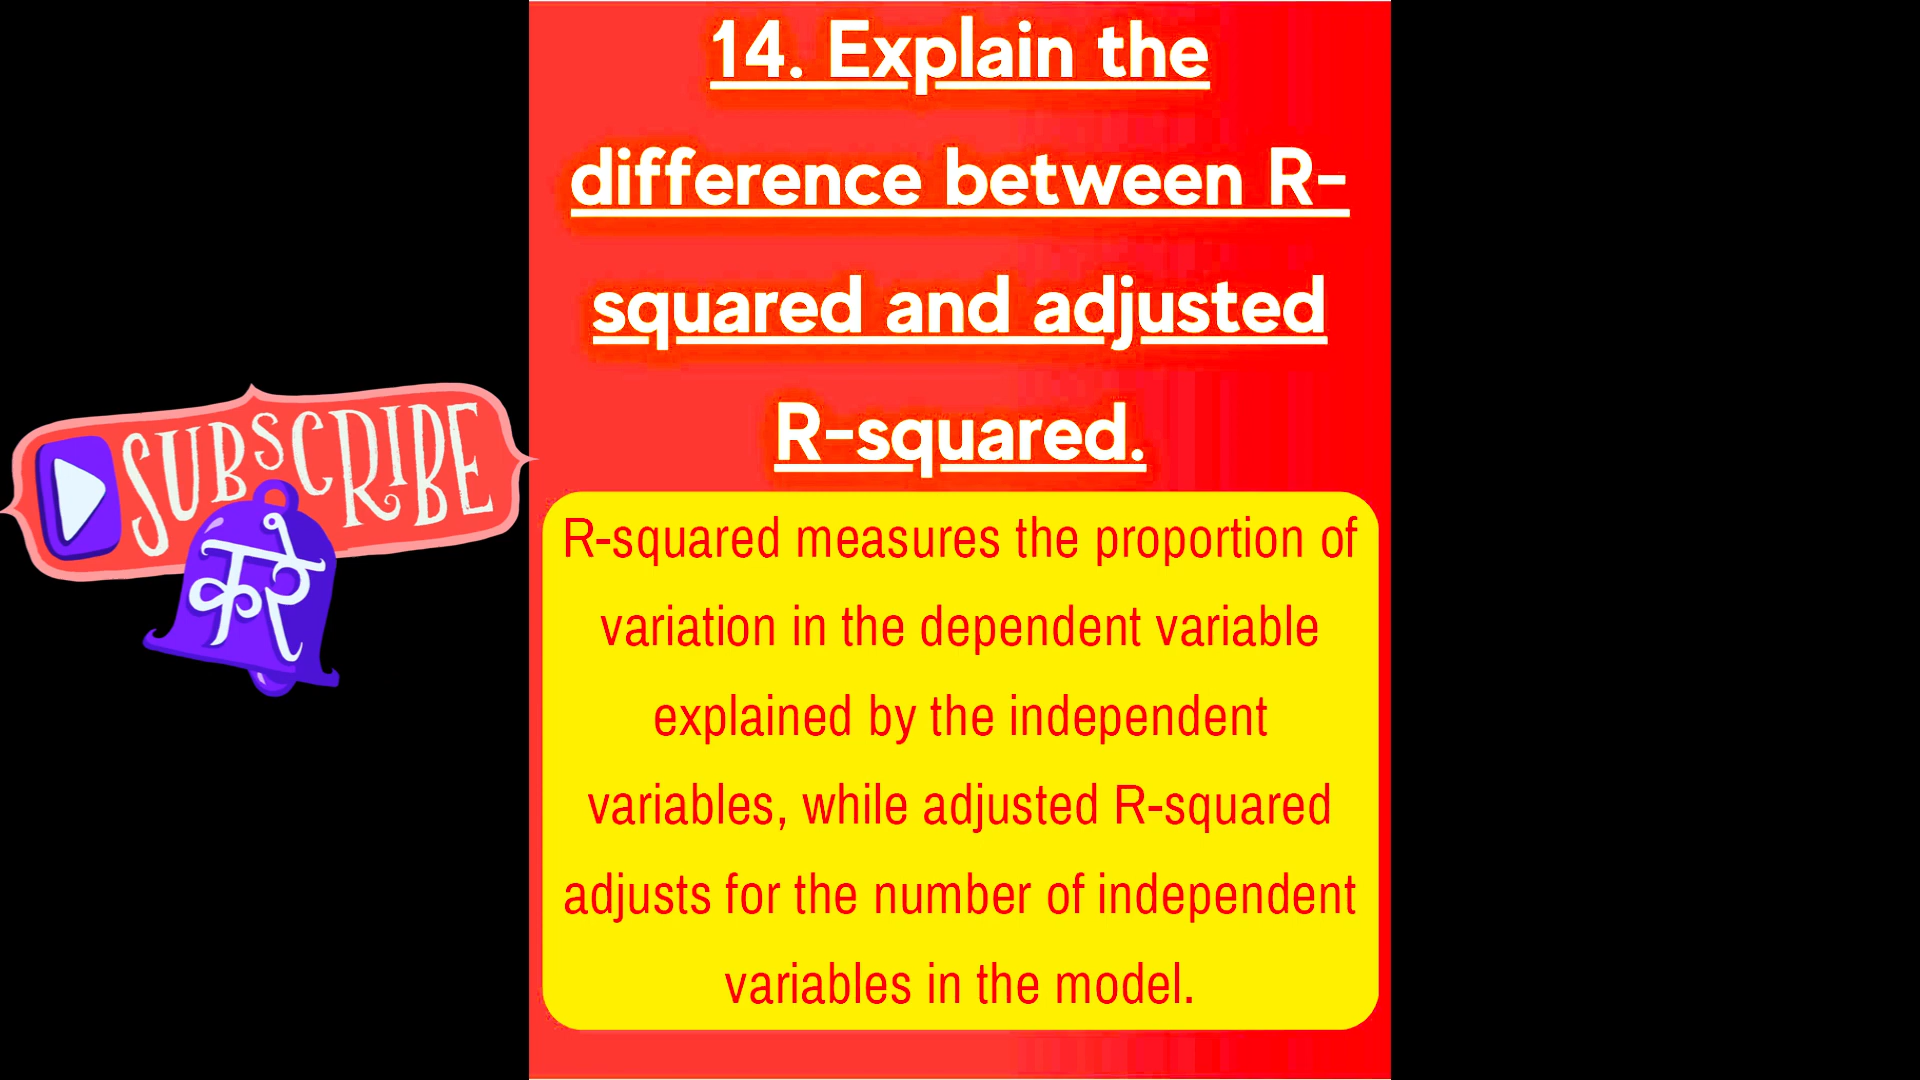 14. Explain the
difference between R-
squared and adjusted
R-squared.
SUBSCRIBE
करे
R-squared measures the proportion of
variation in the dependent variable
explained by the independent
variables, while adjusted R-squared
adjusts for the number of independent
variables in the model.